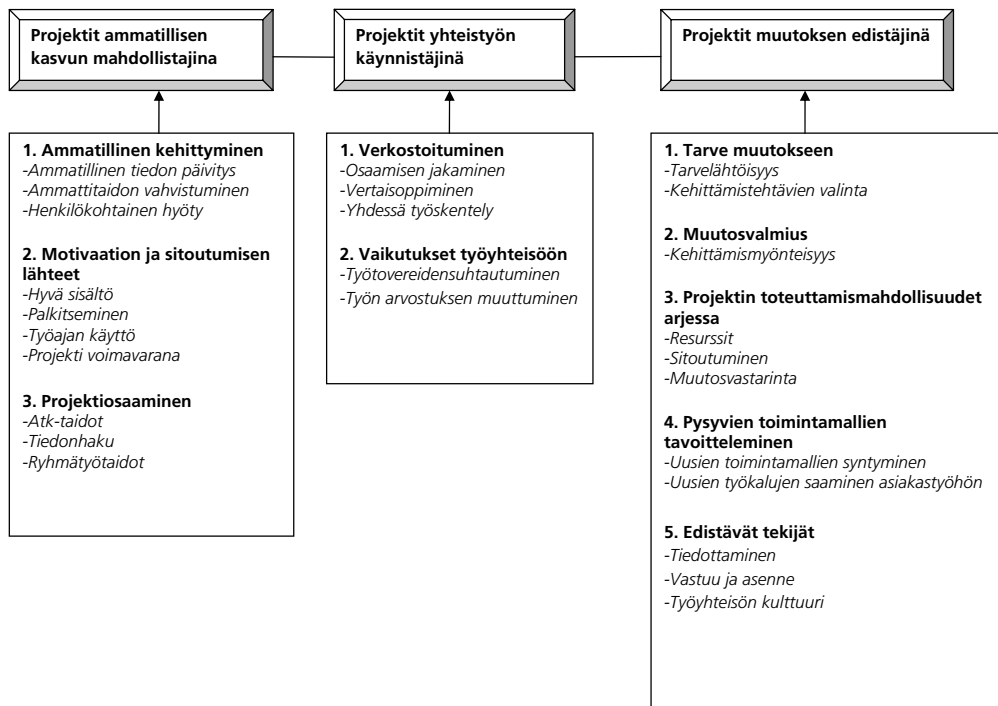 Projektit ammatillisen
kasvun mahdollistajina
Projektit yhteistyön
käynnistäjinä
Projektit muutoksen edistäjinä
1. Ammatillinen kehittyminen
-Ammatillinen tiedon päivitys
-Ammattitaidon vahvistuminen
-Henkilökohtainen hyöty
2. Motivaation ja sitoutumisen
lähteet
-Hyvä sisältö
-Palkitseminen
-Työajan käyttö
-Projekti voimavarana
3. Projektiosaaminen
-Atk-taidot
-Tiedonhaku
-Ryhmätyötaidot
1. Verkostoituminen
-Osaamisen jakaminen
-Vertaisoppiminen
-Yhdessä työskentely
2. Vaikutukset työyhteisöön
-Työtovereidensuhtautuminen
-Työn arvostuksen muuttuminen
1. Tarve muutokseen
-Tarvelähtöisyys
-Kehittämistehtävien valinta
2. Muutosvalmius
-Kehittämismyönteisyys
3. Projektin toteuttamismahdollisuudet
arjessa
-Resurssit
-Sitoutuminen
-Muutosvastarinta
4. Pysyvien toimintamallien
tavoitteleminen
-Uusien toimintamallien syntyminen
-Uusien työkalujen saaminen asiakastyöhön
5. Edistävät tekijät
-Tiedottaminen
-Vastuu ja asenne
-Työyhteisön kulttuuri